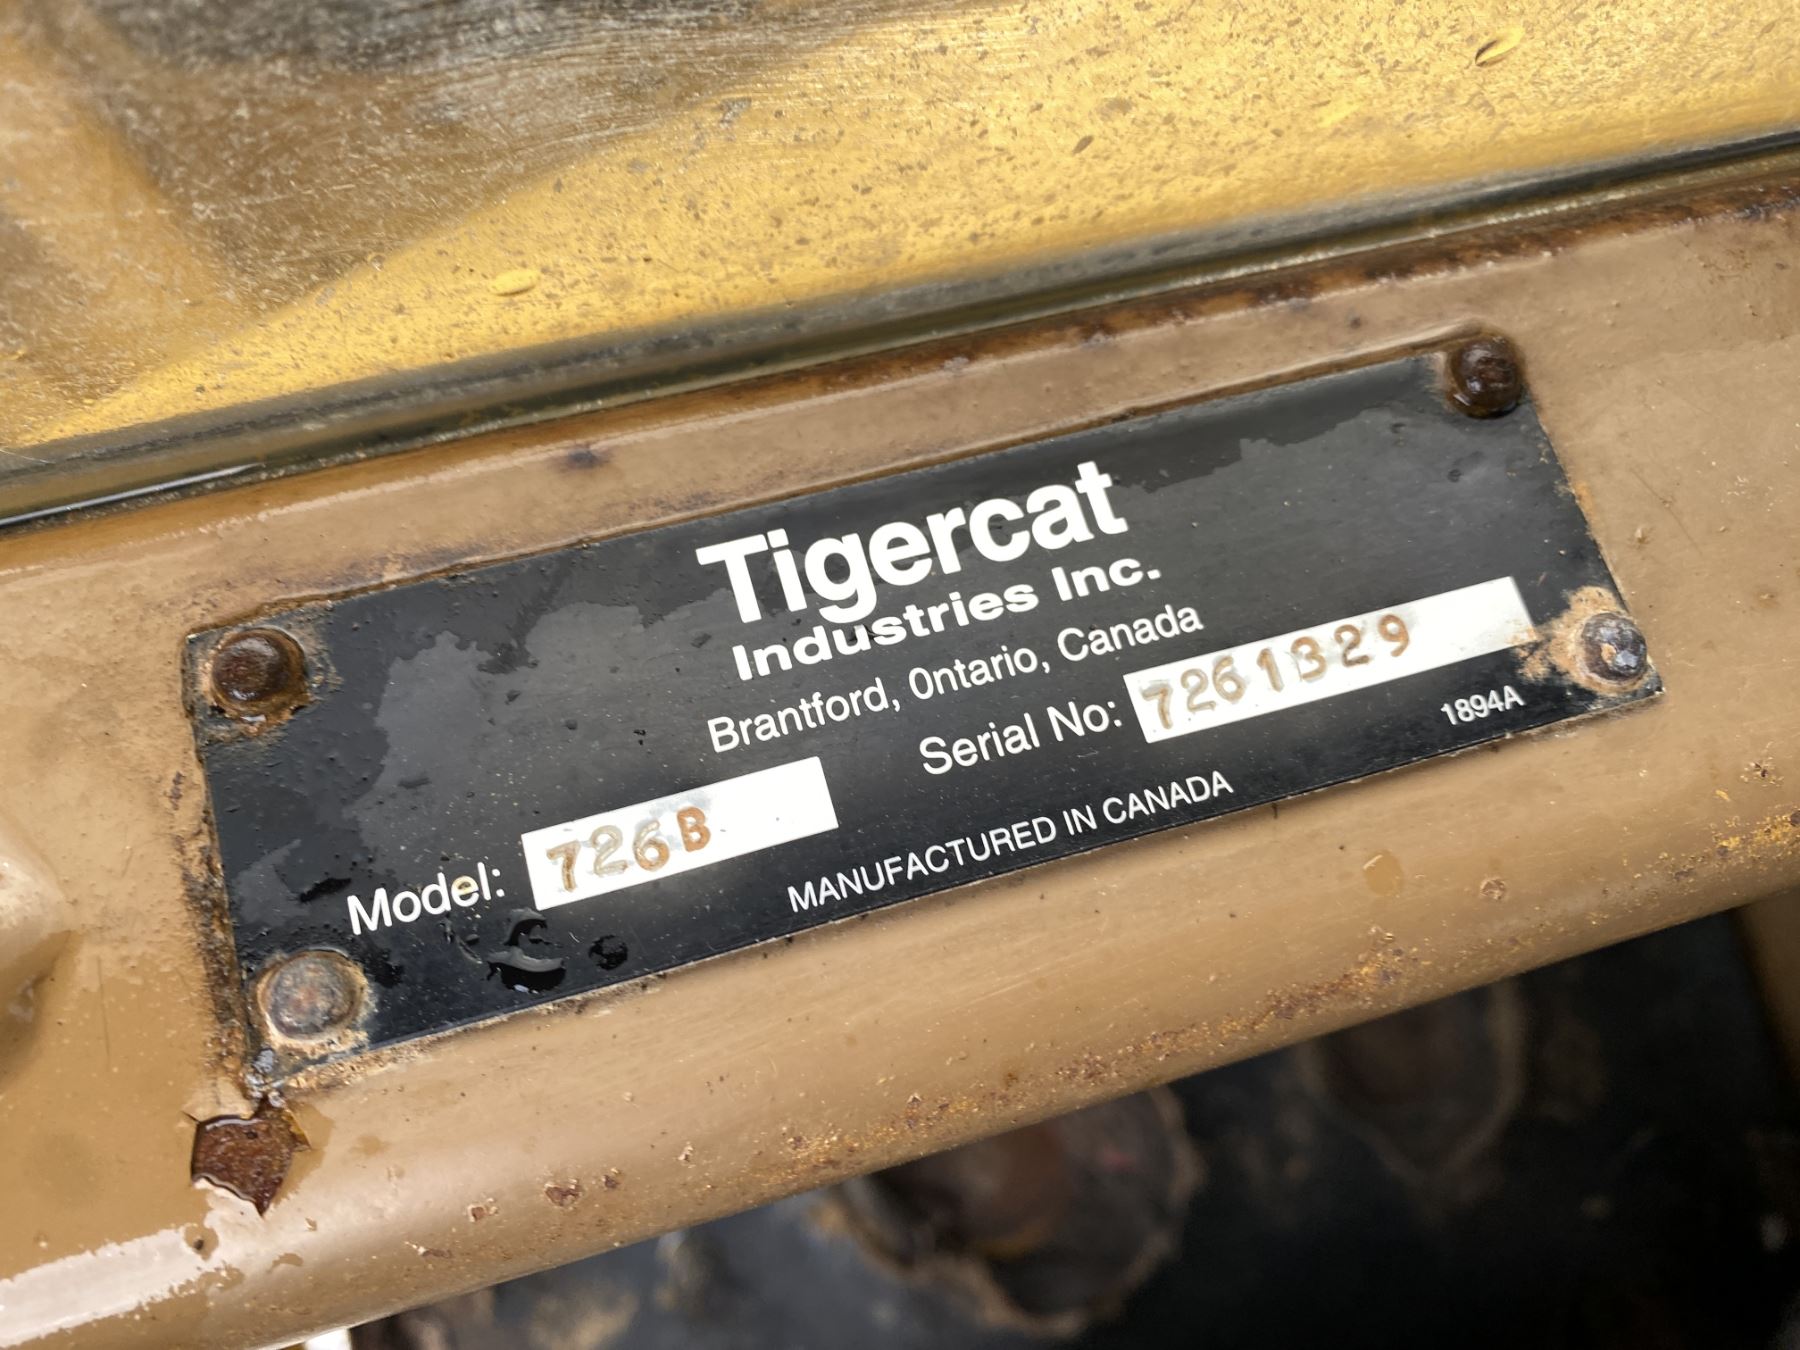 Tigercat
Industries Inc.
Brantford, Ontario, Canada
Model: 726B
Serial No: 7261329
MANUFACTURED IN CANADA
1894A